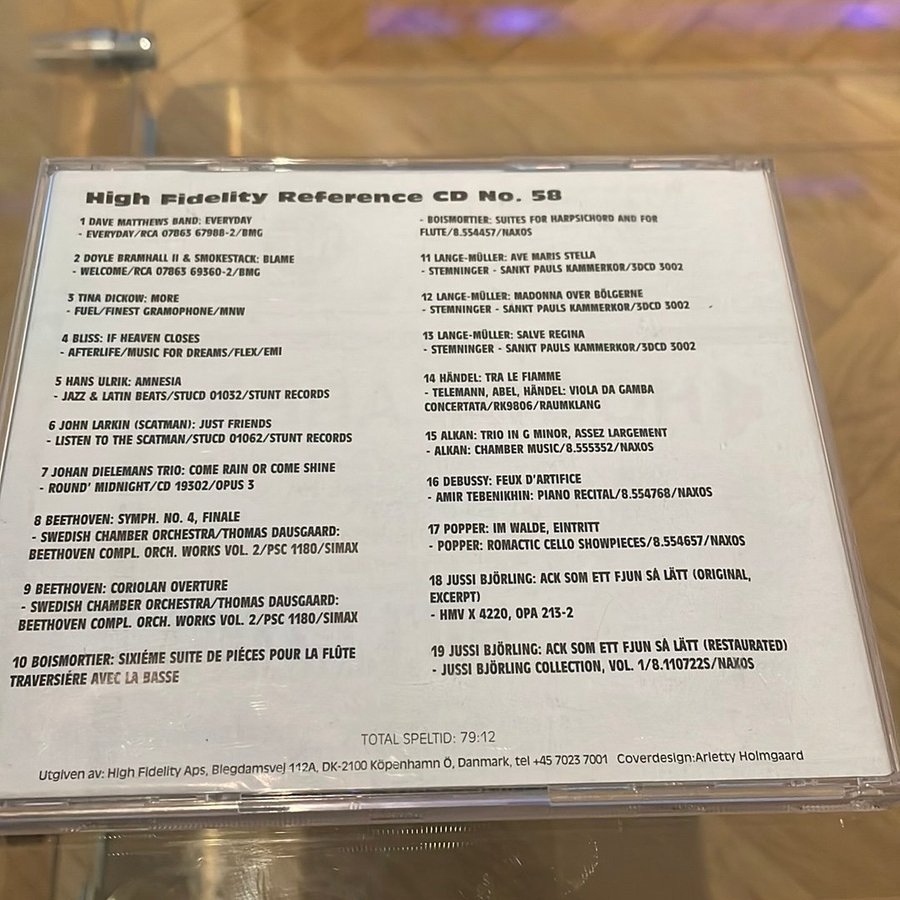 High Fidelity Reference CD No. 58
1 DAVE MATTHEWS BAND: EVERYDAY
- EVERYDAY/RCA 07863 67988-2/BMG
2 DOYLE BRAMHALL II & SMOKESTACK: BLAME
- WELCOME/RCA 07863 69360-2/BMG
3 TINA DICKOW: MORE
- FUEL/FINEST GRAMOPHONE/MNW
4 BLISS: IF HEAVEN CLOSES
- AFTERLIFE/MUSIC FOR DREAMS/FLEX/EMI
5 HANS ULRIK: AMNESIA
- JAZZ & LATIN BEATS/STUCD 01032/STUNT RECORDS
6 JOHN LARKIN (SCATMAN): JUST FRIENDS
- LISTEN TO THE SCATMAN/STUCD 01062/STUNT RECORDS
7 JOHAN DIELEMANS TRIO: COME RAIN OR COME SHINE
- ROUND' MIDNIGHT/CD 19302/OPUS 3
8 BEETHOVEN: SYMPH. NO. 4, FINALE
- SWEDISH CHAMBER ORCHESTRA/THOMAS DAUSGAARD:
BEETHOVEN COMPL. ORCH. WORKS VOL. 2/PSC 1180/SIMAX
9 BEETHOVEN: CORIOLAN OVERTURE
- SWEDISH CHAMBER ORCHESTRA/THOMAS DAUSGAARD:
BEETHOVEN COMPL. ORCH. WORKS VOL. 2/PSC 1180/SIMAX
10 BOISMORTIER: SIXIÉME SUITE DE PIÉCES POUR LA FLÛTE
TRAVERSIÉRE AVEC LA BASSE
- BOISMORTIER: SUITES FOR HARPSICHORD AND FOR
FLUTE/8.554457/NAXOS
11 LANGE-MÜLLER: AVE MARIS STELLA
- STEMNINGER - SANKT PAULS KAMMERKOR/3DCD 3002
12 LANGE-MÜLLER: MADONNA OVER BÖLGERNE
- STEMNINGER - SANKT PAULS KAMMERKOR/3DCD 3002
13 LANGE-MÜLLER: SALVE REGINA
- STEMNINGER - SANKT PAULS KAMMERKOR/3DCD 3002
14 HÄNDEL: TRA LE FIAMME
- TELEMANN, ABEL, HÄNDEL: VIOLA DA GAMBA
CONCERTATA/RK9806/RAUMKLANG
15 ALKAN: TRIO IN G MINOR, ASSEZ LARGEMENT
- ALKAN: CHAMBER MUSIC/8.555352/NAXOS
16 DEBUSSY: FEUX D'ARTIFICE
- AMIR TEBENIKHIN: PIANO RECITAL/8.554768/NAXOS
17 POPPER: IM WALDE, EINTRITT
- POPPER: ROMACTIC CELLO SHOWPIECES/8.554657/NAXOS
18 JUSSI BJÖRLING: ACK SOM ETT FJUN SÅ LÄTT (ORIGINAL,
EXCERPT)
- HMV X 4220, OPA 213-2
19 JUSSI BJÖRLING: ACK SOM ETT FJUN SÅ LÄTT (RESTAURATED)
- JUSSI BJÖRLING COLLECTION, VOL. 1/8.110722S/NAXOS
TOTAL SPELTID: 79:12
Utgiven av: High Fidelity Aps, Blegdamsvej 112A, DK-2100 Köpenhamn Ö, Danmark, tel +45 7023 7001 Coverdesign:Arletty Holmgaard